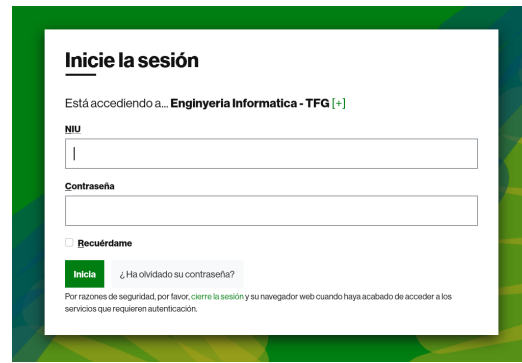 Inicie la sesión
Está accediendo a... Enginyeria Informatica - TFG [+]
NIU
Contraseña
Recuérdame
Inicia
¿Ha olvidado su contraseña?
Por razones de seguridad, por favor, cierre la sesión y su navegador web cuando haya acabado de acceder a los
servicios que requieren autenticación.